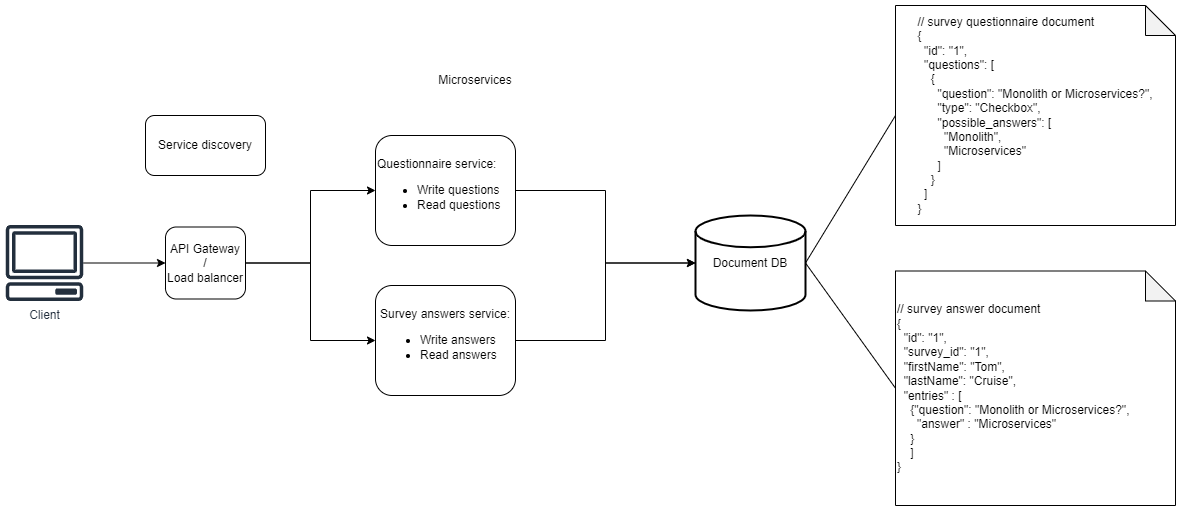 Microservices
Service discovery
Client
API Gateway
/
Load balancer
Questionnaire service:
• Write questions
• Read questions
Survey answers service:
• Write answers
• Read answers
Document DB
// survey questionnaire document
{
"id": "1",
"questions": [
{
"question": "Monolith or Microservices?",
"type": "Checkbox",
"possible_answers": [
"Monolith",
"Microservices"
]
}
]
}
// survey answer document
{
"id": "1",
"survey_id": "1",
"firstName": "Tom",
"lastName": "Cruise",
"entries" : [
{"question": "Monolith or Microservices?",
"answer" : "Microservices"
}
]
}